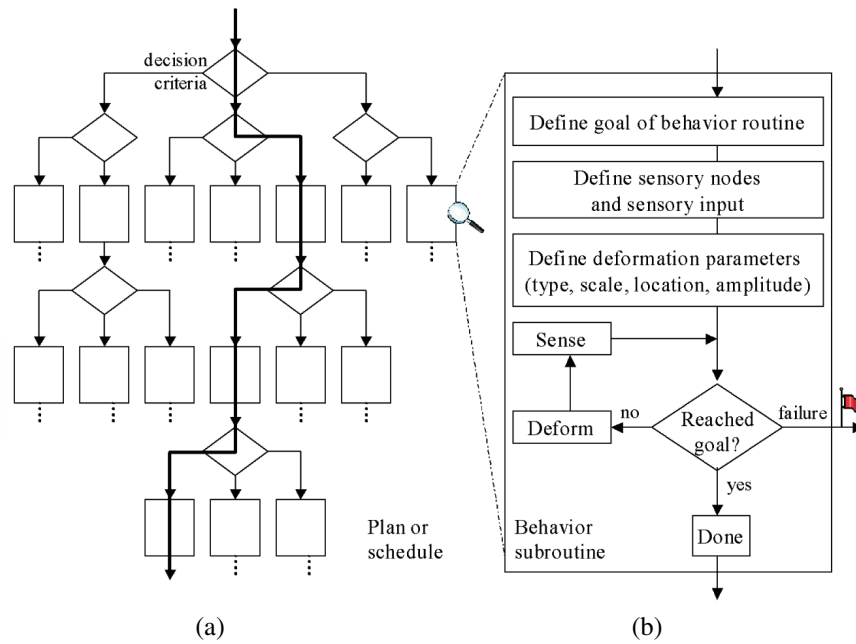 decision
criteria
Plan or
schedule
(a)
Define goal of behavior routine
Define sensory nodes
and sensory input
Define deformation parameters
(type, scale, location, amplitude)
Sense
Deform
no
Reached
goal?
failure
yes
Done
Behavior
subroutine
(b)